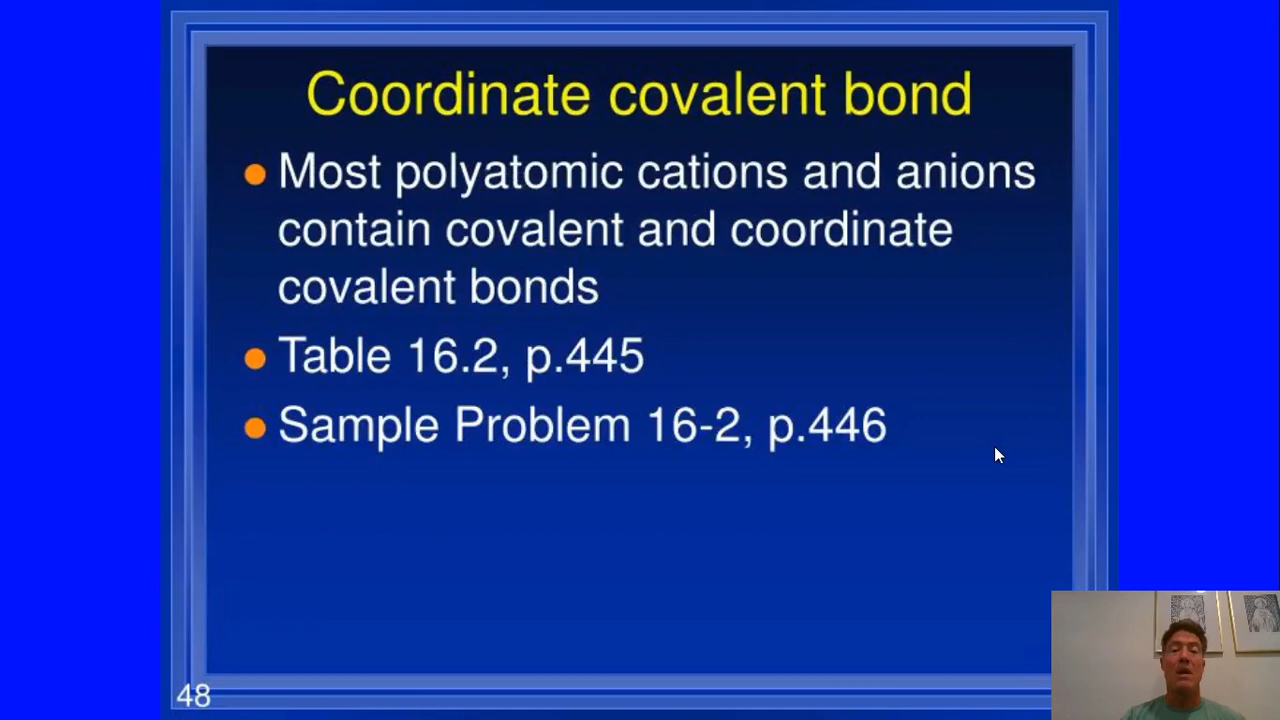 Coordinate covalent bond
Most polyatomic cations and anions
contain covalent and coordinate
covalent bonds
Table 16.2, p.445
Sample Problem 16-2, p.446
48